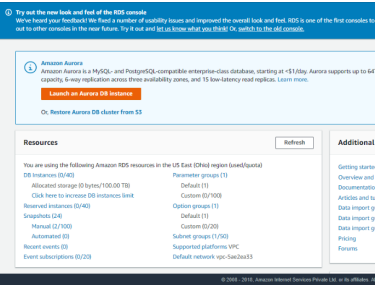 Try out the new look and feel of the RDS console
We've heard your feedback! We fixed a number of usability issues and improved the overall look and feel. RDS is one of the first consoles to
out to other consoles in the near future. Try it out and let us know what you think! Or, switch to the old console.
Amazon Aurora
Amazon Aurora is a MySQL- and PostgreSQL-compatible enterprise-class database, starting at <$1/day. Aurora supports up to 64
capacity, 6-way replication across three availability zones, and 15 low-latency read replicas. Learn more.
Launch an Aurora DB instance
Or, Restore Aurora DB cluster from S3
Resources
Refresh
You are using the following Amazon RDS resources in the US East (Ohio) region (used/quota)
DB Instances (0/40)
Allocated storage (0 bytes/100.00 TB)
Click here to increase DB instances limit
Reserved instances (0/40)
Snapshots (24)
Manual (2/100)
Automated (0)
Recent events (0)
Event subscriptions (0/20)
Parameter groups (1)
Default (1)
Custom (0/100)
Option groups (1)
Default (1)
Custom (0/20)
Subnet groups (1/50)
Supported platforms VPC
Default network vpc-5ae2ea33
Additional
Getting starte
Overview and
Documentatio
Articles and tu
Data import g
Data import g
Data import g
Pricing
Forums
© 2008 - 2018, Amazon Internet Services Private Ltd. or its affiliates. Al